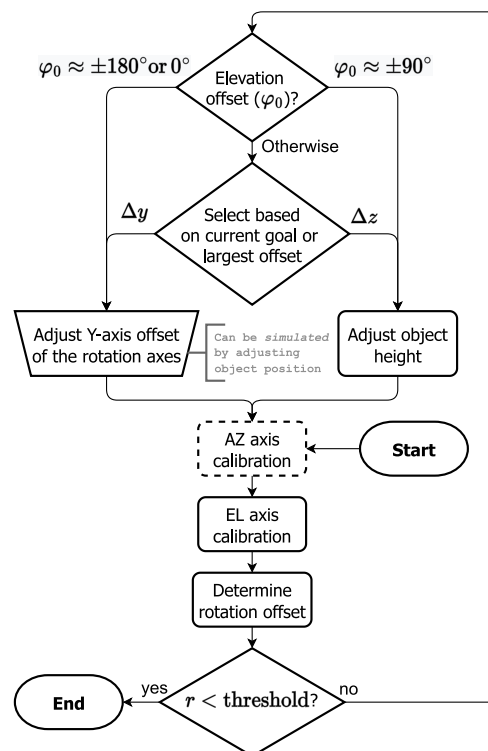 φ₀ ≈ ±180°or 0°
Elevation
offset (φ₀)?
φ₀ ≈ ±90°
Otherwise
Δy
Select based
on current goal or
largest offset
Δz
Adjust Y-axis offset
of the rotation axes
Can be simulated
by adjusting
object position
Adjust object
height
AZ axis
calibration
Start
EL axis
calibration
Determine
rotation offset
yes
r < threshold?
no
End